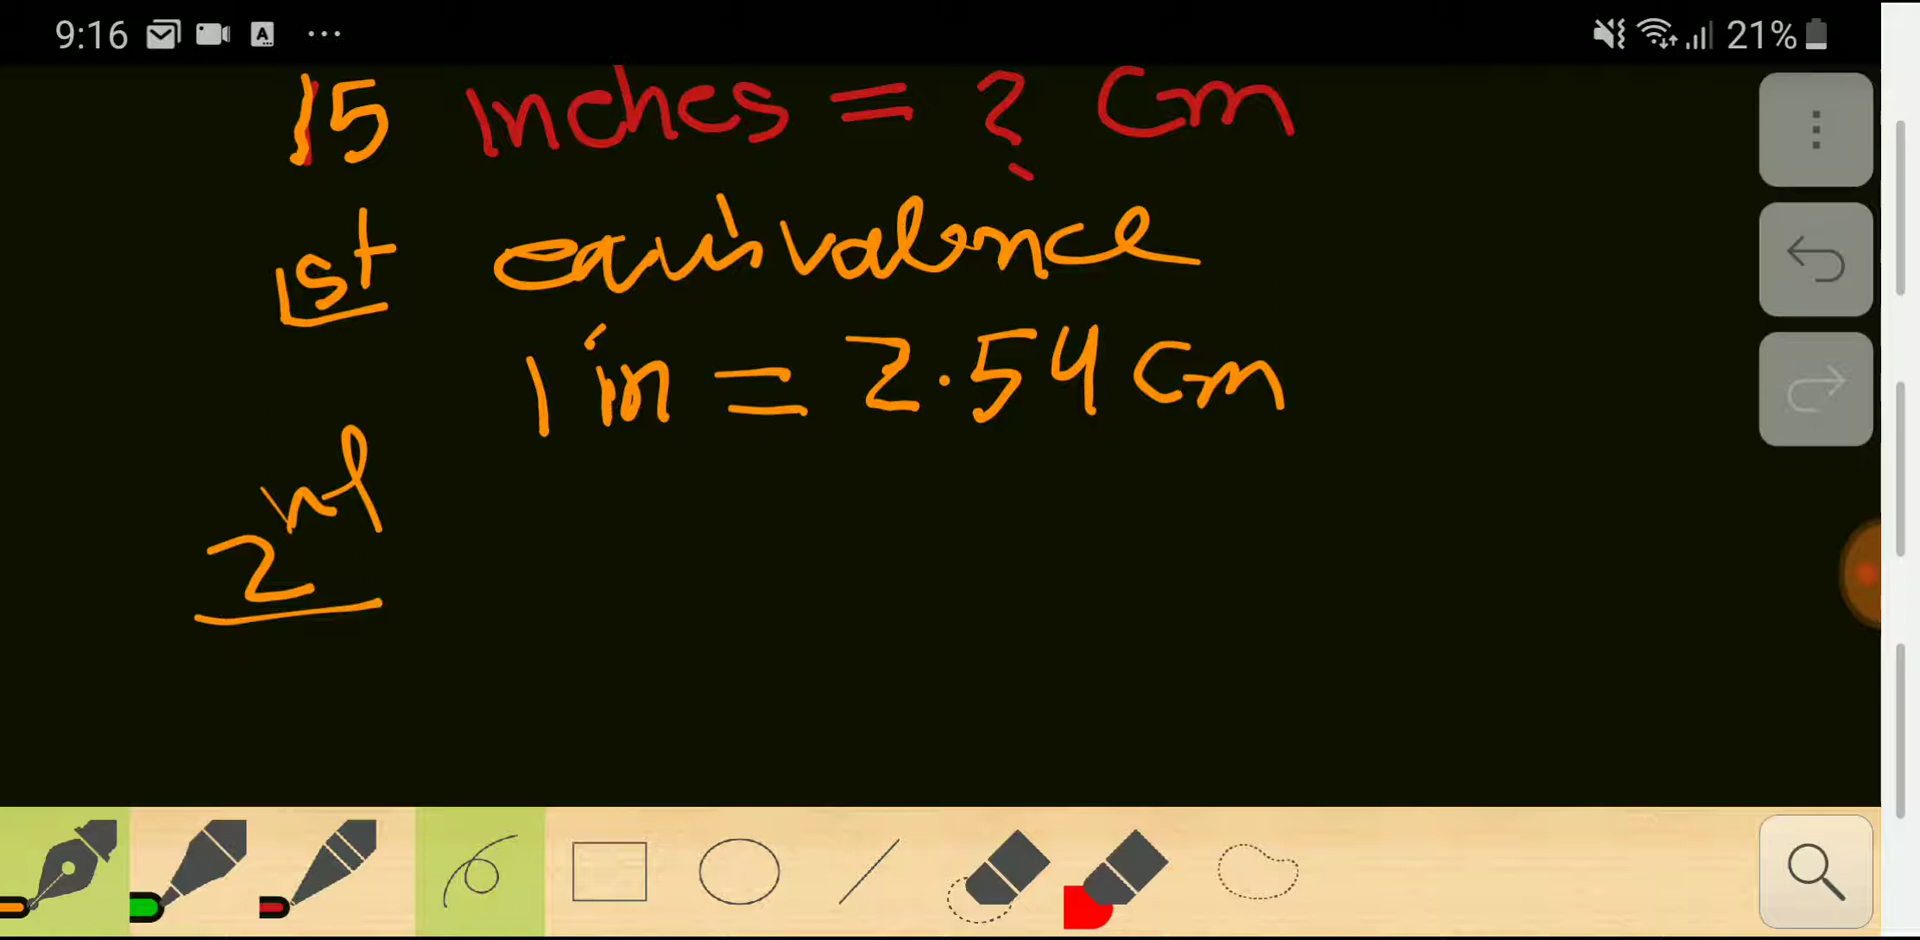 9:16 A ... 21%
15 Inches = ? Cm
1st equivalence
1 in = 2.54 cm
2nd